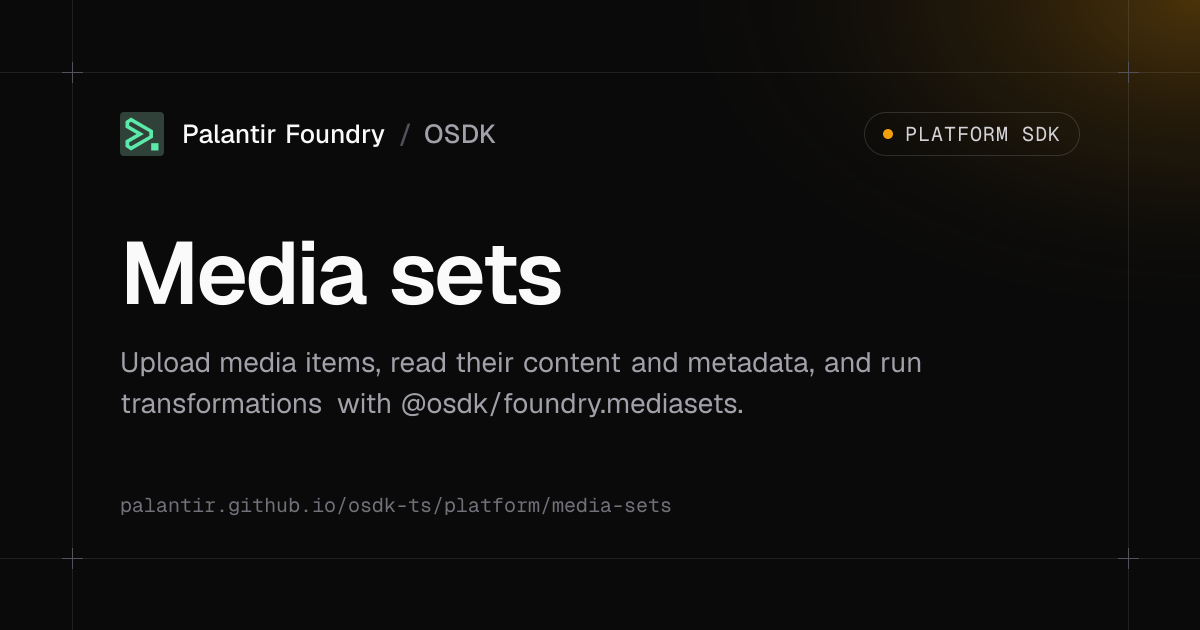 Palantir Foundry / OSDK
PLATFORM SDK
Media sets
Upload media items, read their content and metadata, and run
transformations with @osdk/foundry.mediasets.
palantir.github.io/osdk-ts/platform/media-sets